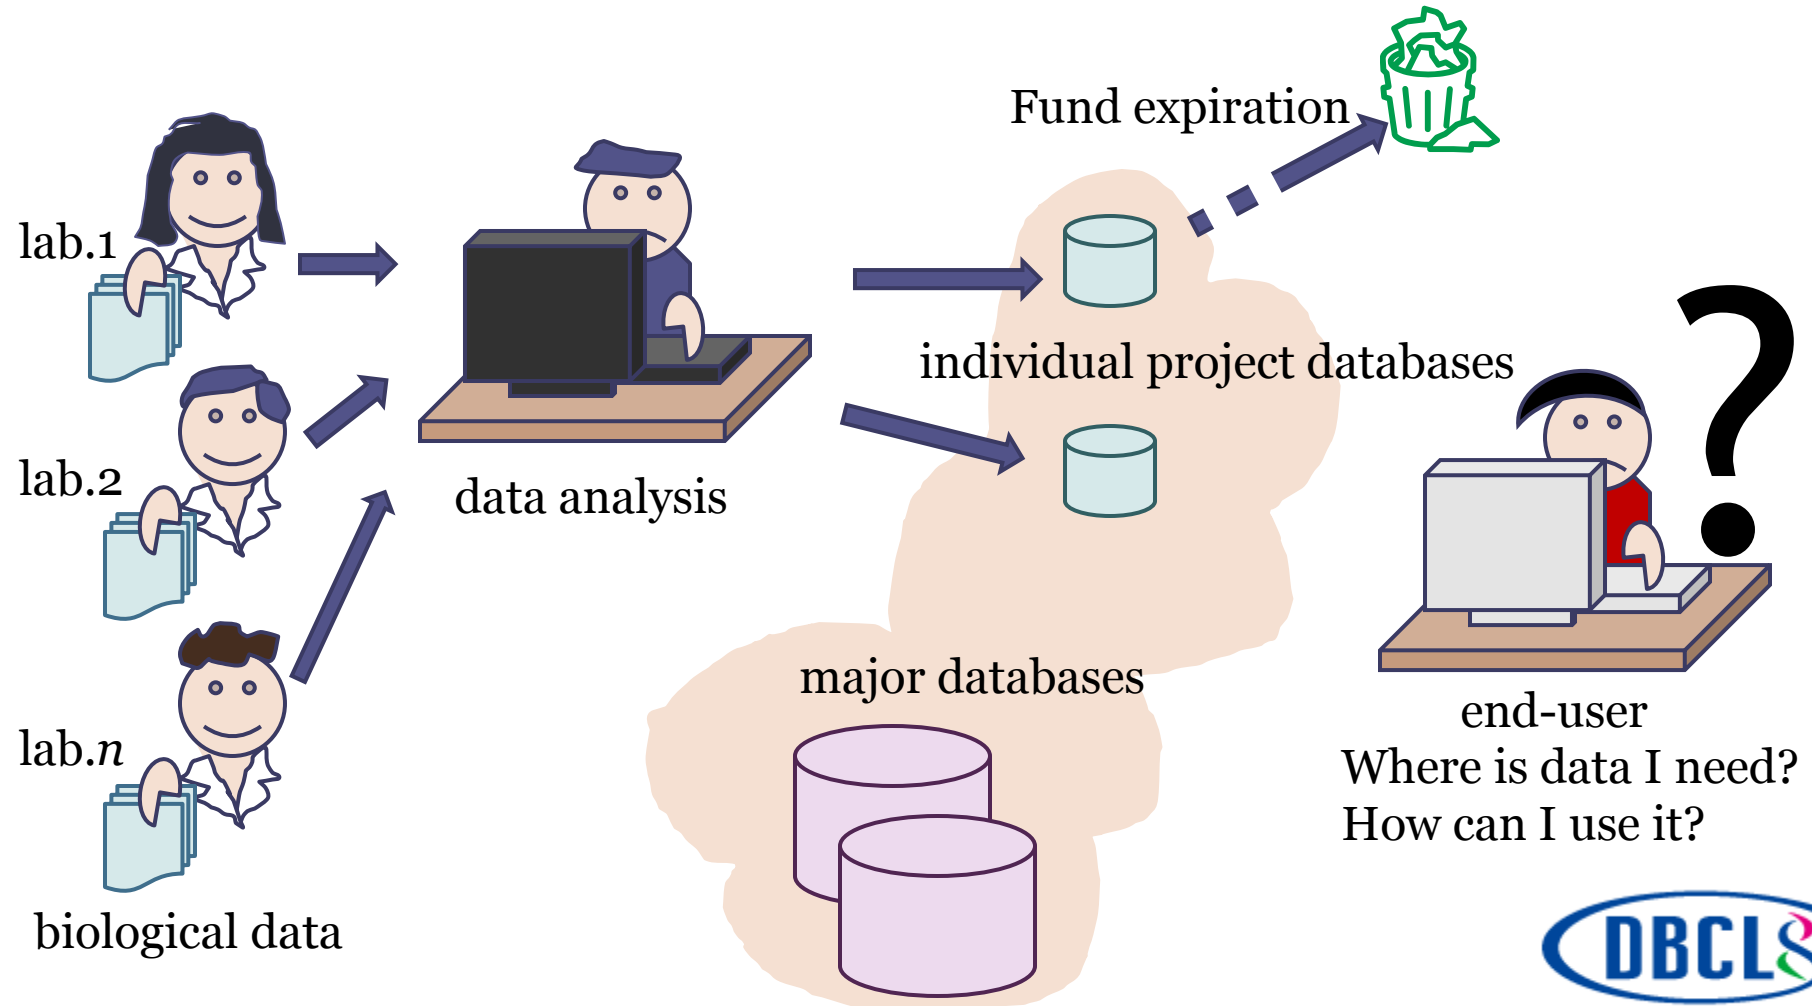 Fund expiration
lab.1
individual project databases
lab.2
data analysis
major databases
lab.n
end-user
Where is data I need?
How can I use it?
biological data
?
DBCLS